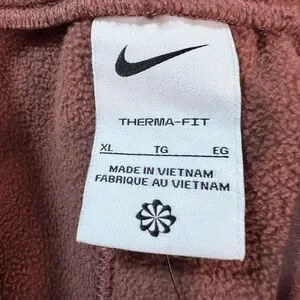 THERMA-FIT
XL TG EG
MADE IN VIETNAM
FABRIQUE AU VIETNAM